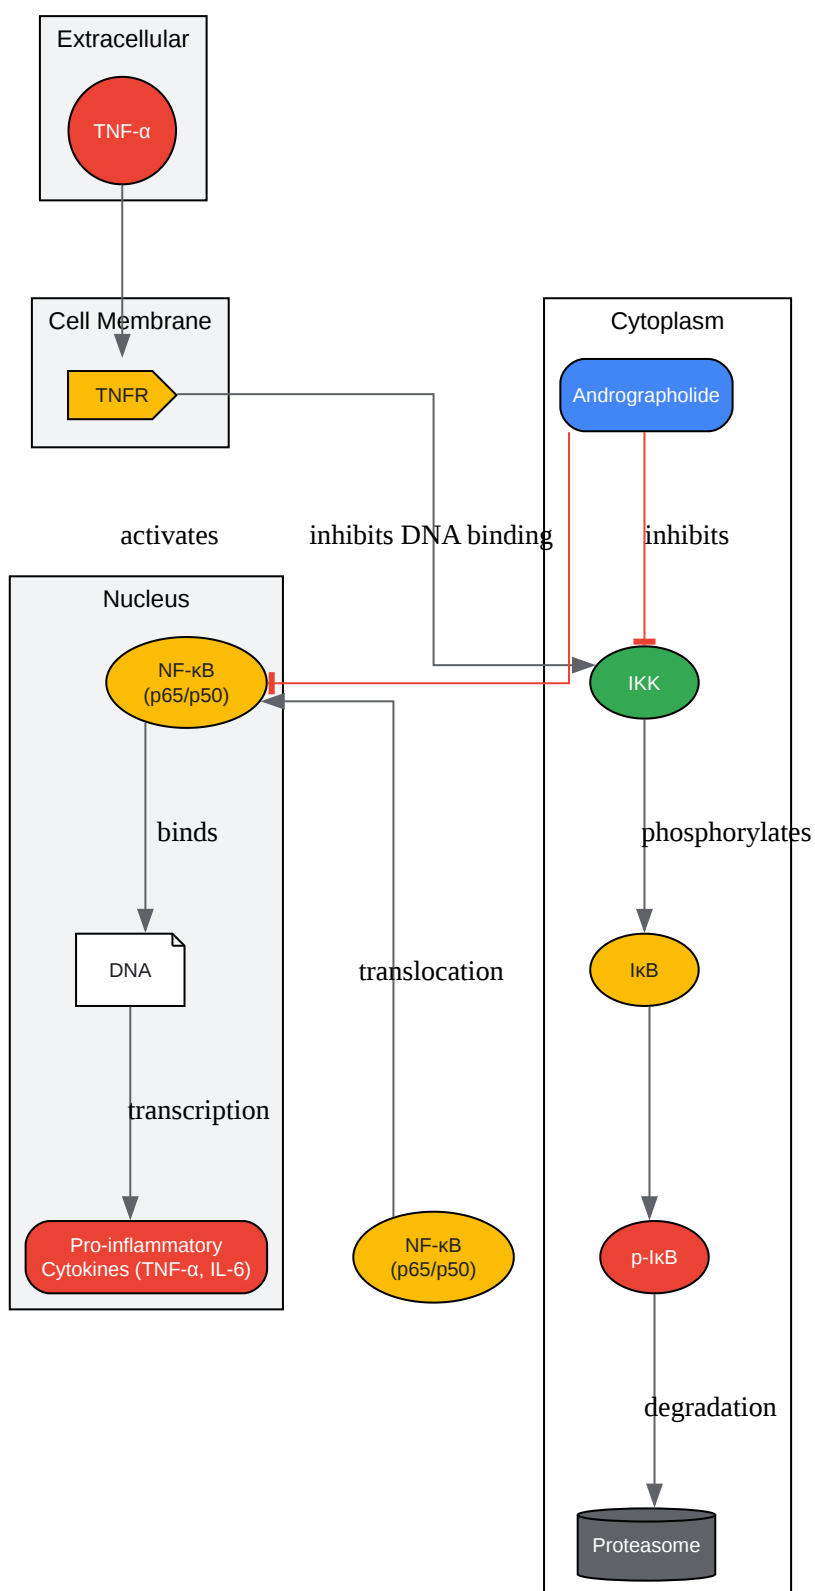 Extracellular
TNF-α
Cell Membrane
TNFR
Cytoplasm
Andrographolide
activates
inhibits DNA binding
inhibits
Nucleus
NF-κB
(p65/p50)
IKK
binds
phosphorylates
DNA
translocation
IκB
transcription
Pro-inflammatory
Cytokines (TNF-α, IL-6)
NF-κB
(p65/p50)
p-IκB
degradation
Proteasome